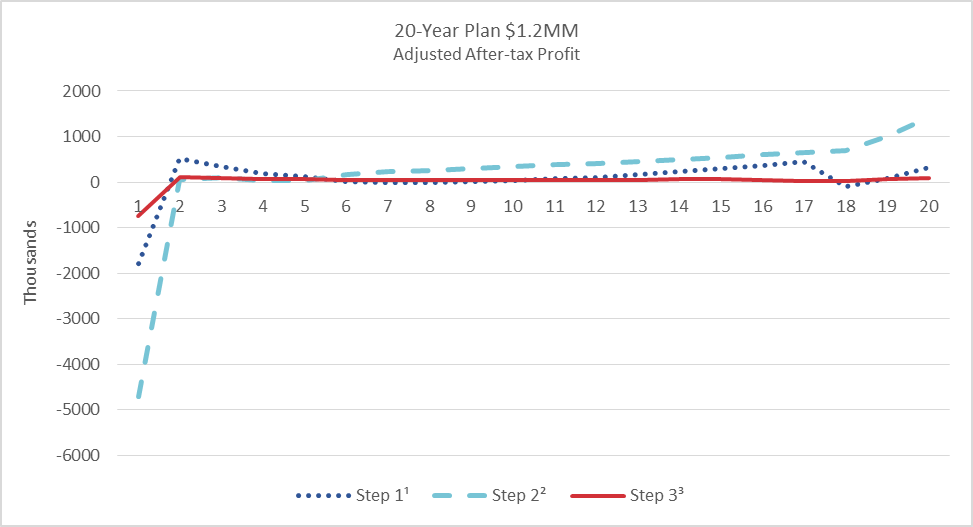 20-Year Plan $1.2MM
Adjusted After-tax Profit
2000
1000
0
-1000
-2000
-3000
-4000
-5000
-6000
Thousands
1 2 3 4 5 6 7 8 9 10 11 12 13 14 15 16 17 18 19 20
Step 1¹ Step 2² Step 3³